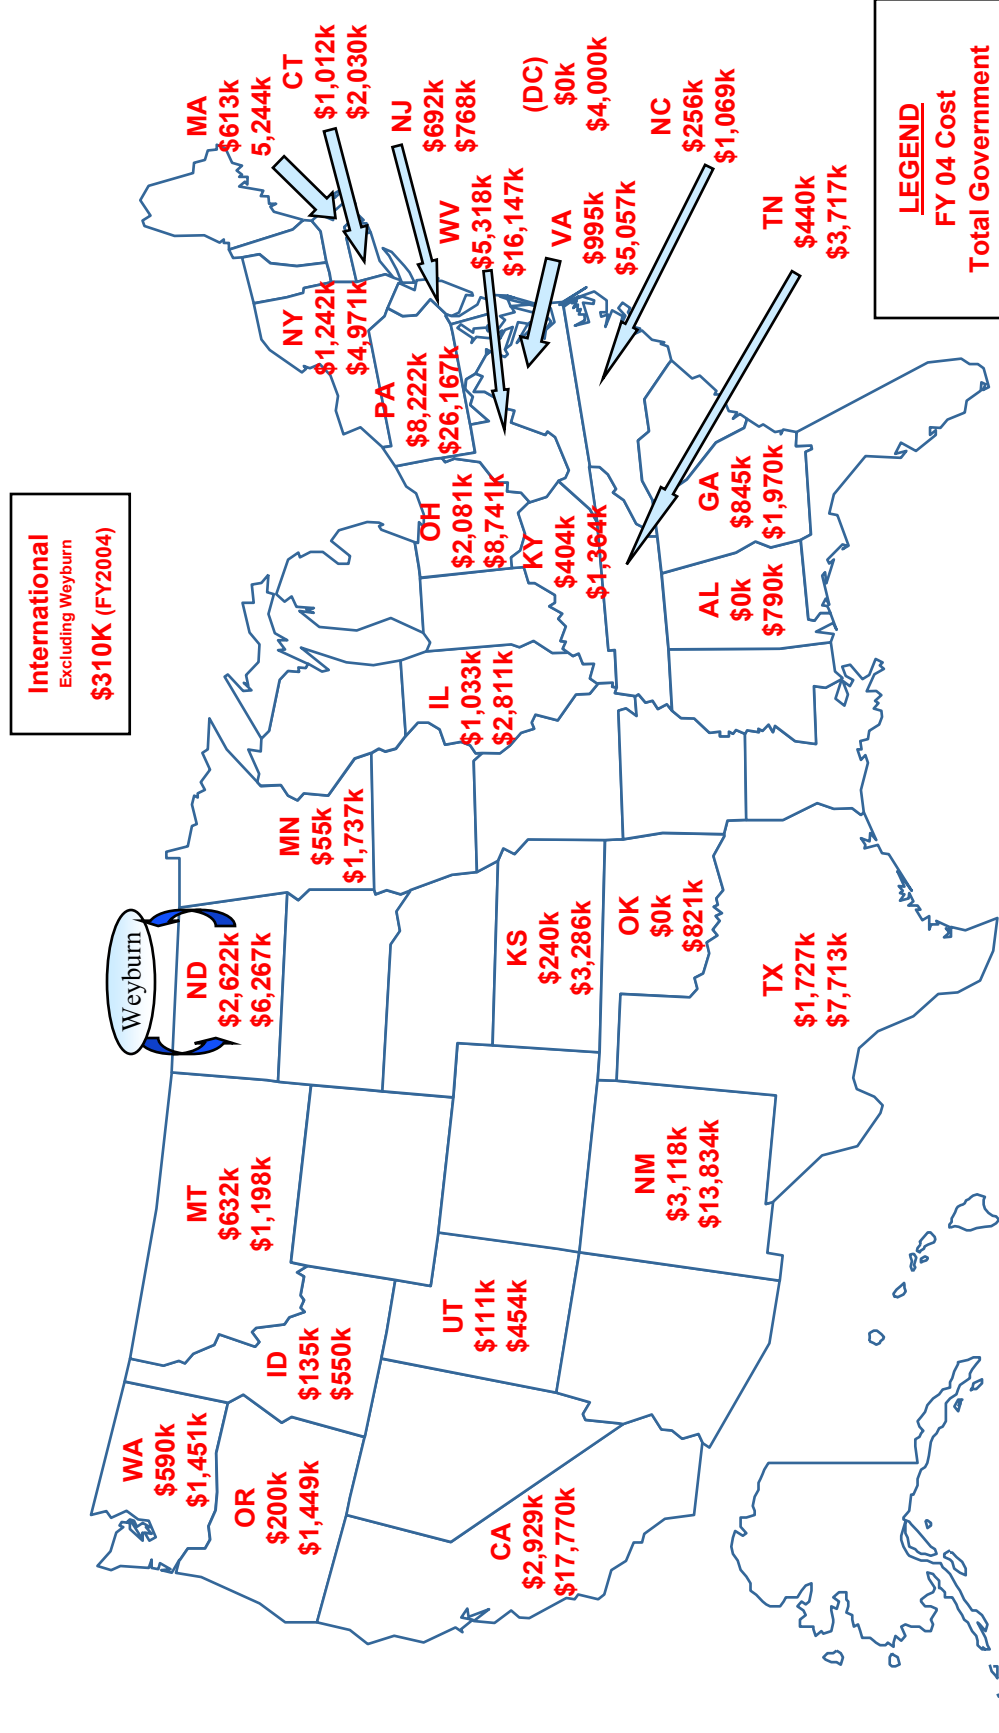 International
Excluding Weyburn
$310K (FY2004)
Weyburn
WA
$590k
$1,451k
OR
$200k
$1,449k
CA
$2,929k
$17,770k
ID
$135k
$550k
MT
$632k
$1,198k
UT
$111k
$454k
NM
$3,118k
$13,834k
ND
$2,622k
$6,267k
KS
$240k
$3,286k
OK
$0k
$821k
TX
$1,727k
$7,713k
MN
$55k
$1,737k
IL
$1,033k
$2,811k
OH
$2,081k
$8,741k
KY
$404k
$1,364k
AL
$0k
$790k
GA
$845k
$1,970k
PA
$8,222k
$26,167k
NY
$1,242k
$4,971k
MA
$613k
5,244k
CT
$1,012k
$2,030k
NJ
$692k
$768k
WV
$5,318k
$16,147k
(DC)
$0k
$4,000k
VA
$995k
$5,057k
NC
$256k
$1,069k
TN
$440k
$3,717k
LEGEND
FY 04 Cost
Total Government